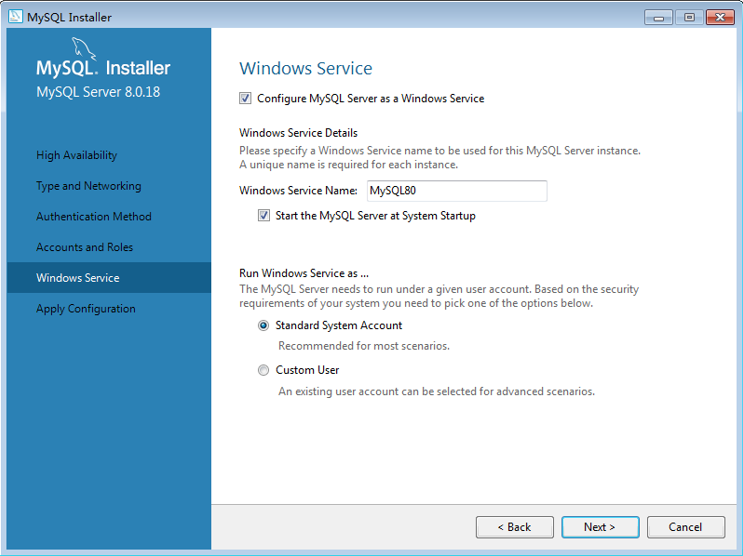 MySQL Installer
MySQL. Installer
MySQL Server 8.0.18
High Availability
Type and Networking
Authentication Method
Accounts and Roles
Windows Service
Apply Configuration
Windows Service
Configure MySQL Server as a Windows Service
Windows Service Details
Please specify a Windows Service name to be used for this MySQL Server instance.
A unique name is required for each instance.
Windows Service Name: MySQL80
Start the MySQL Server at System Startup
Run Windows Service as ...
The MySQL Server needs to run under a given user account. Based on the security
requirements of your system you need to pick one of the options below.
Standard System Account
Recommended for most scenarios.
Custom User
An existing user account can be selected for advanced scenarios.
< Back
Next >
Cancel